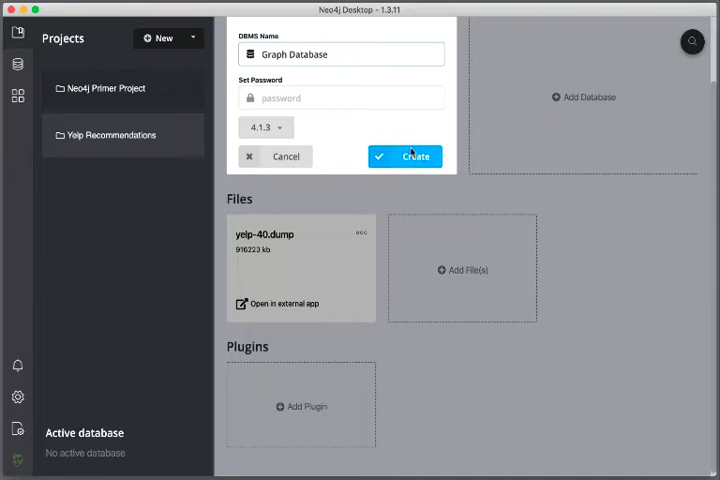 Neo4j Desktop - 1.3.11
Projects
New
Neo4j Primer Project
Yelp Recommendations
Active database
No active database
DBMS Name
Graph Database
Set Password
password
4.1.3
Cancel
Create
Add Database
Files
yelp-40.dump
916223 kb
Open in external app
Add File(s)
Plugins
Add Plugin